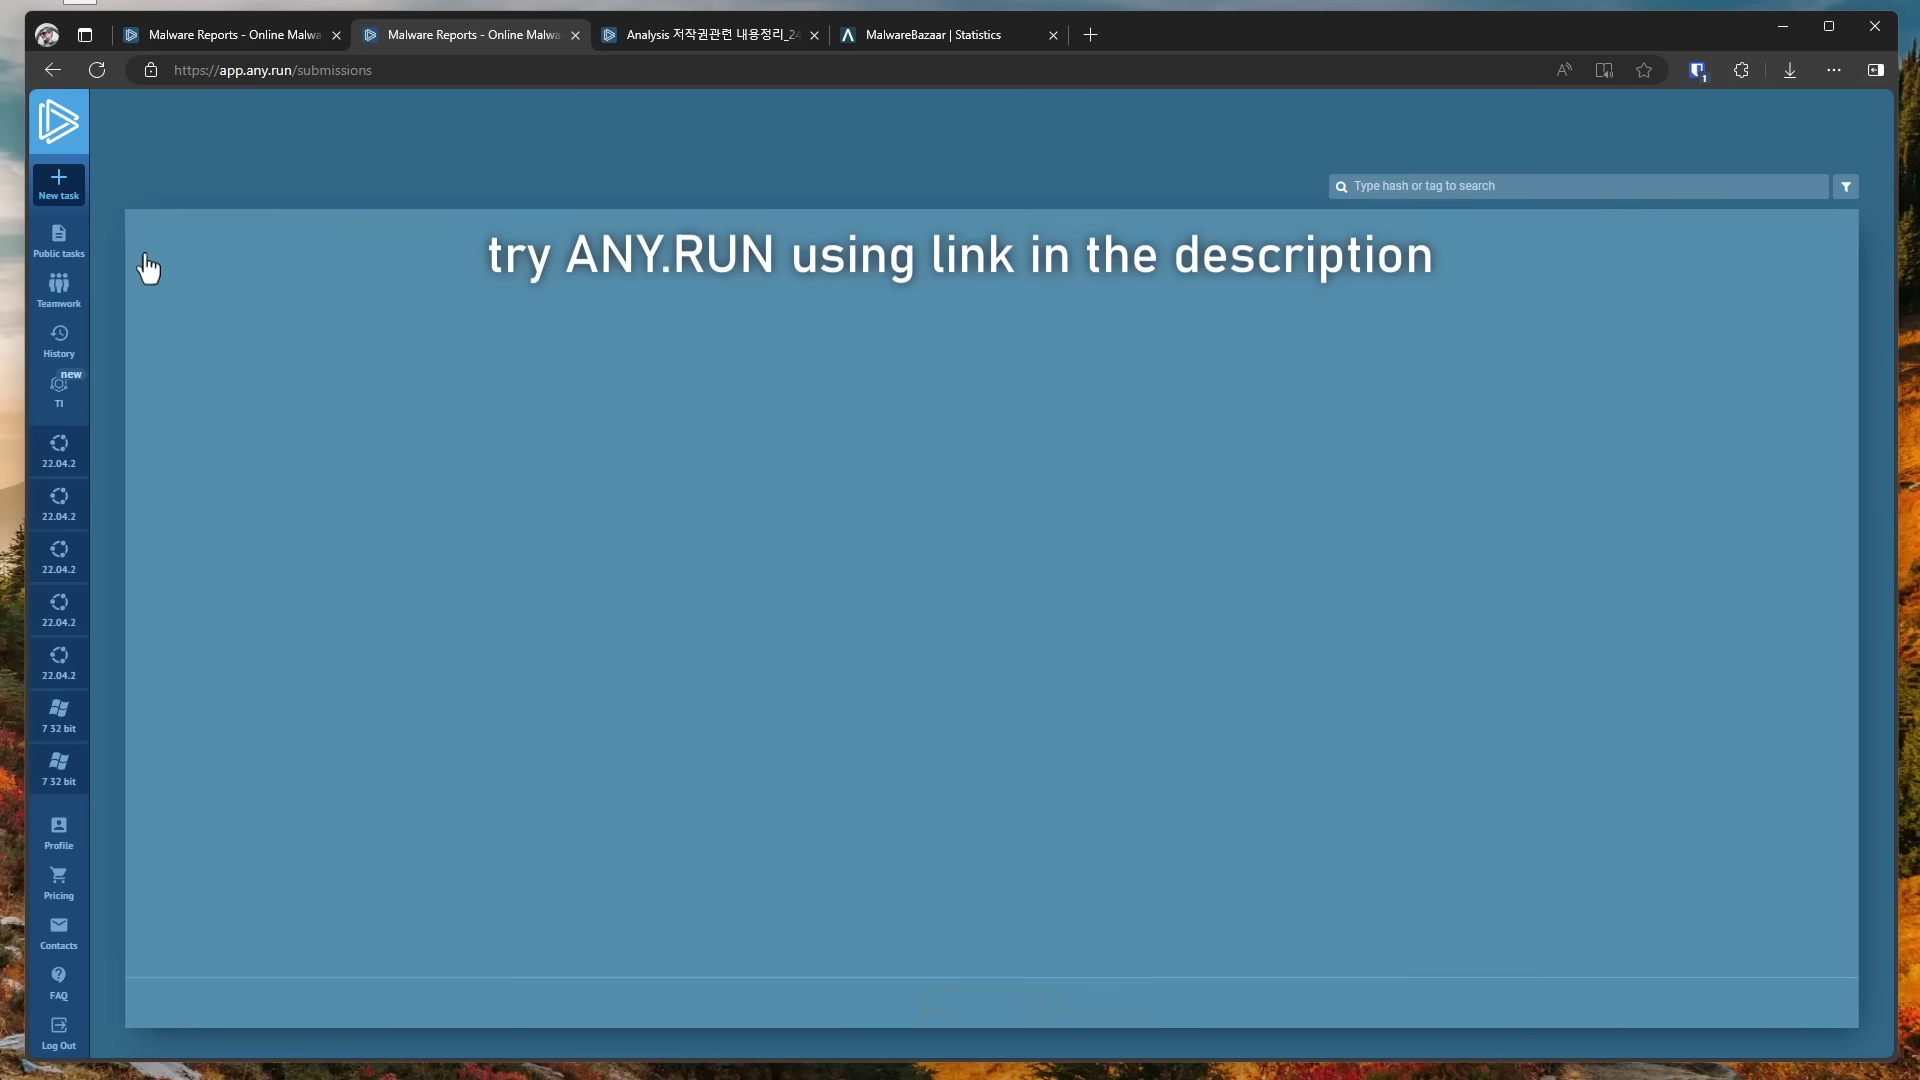 Malware Reports - Online Malwa
Malware Reports - Online Malwa
Analysis 저작권관련 내용정리_24
MalwareBazaar | Statistics
https://app.any.run/submissions
1
New task
Type hash or tag to search
try ANY.RUN using link in the description
Public tasks
Teamwork
History
new
TI
22.04.2
22.04.2
22.04.2
22.04.2
22.04.2
7 32 bit
7 32 bit
Profile
Pricing
Contacts
FAQ
Log Out